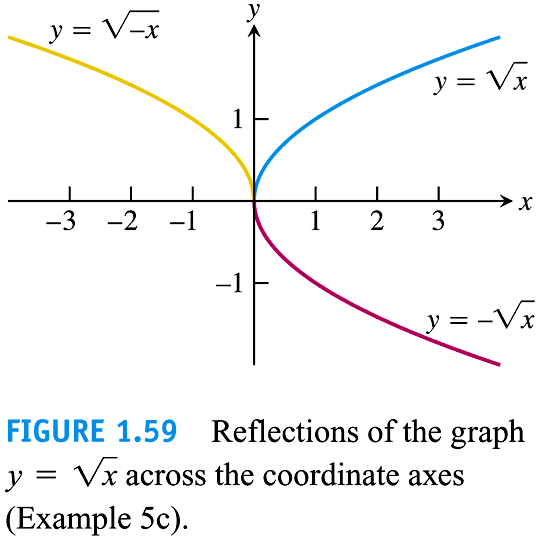 y = √–x
y
y = √x
1
x
–3 –2 –1 1 2 3
–1
y = –√x
FIGURE 1.59 Reflections of the graph
y = √x across the coordinate axes
(Example 5c).